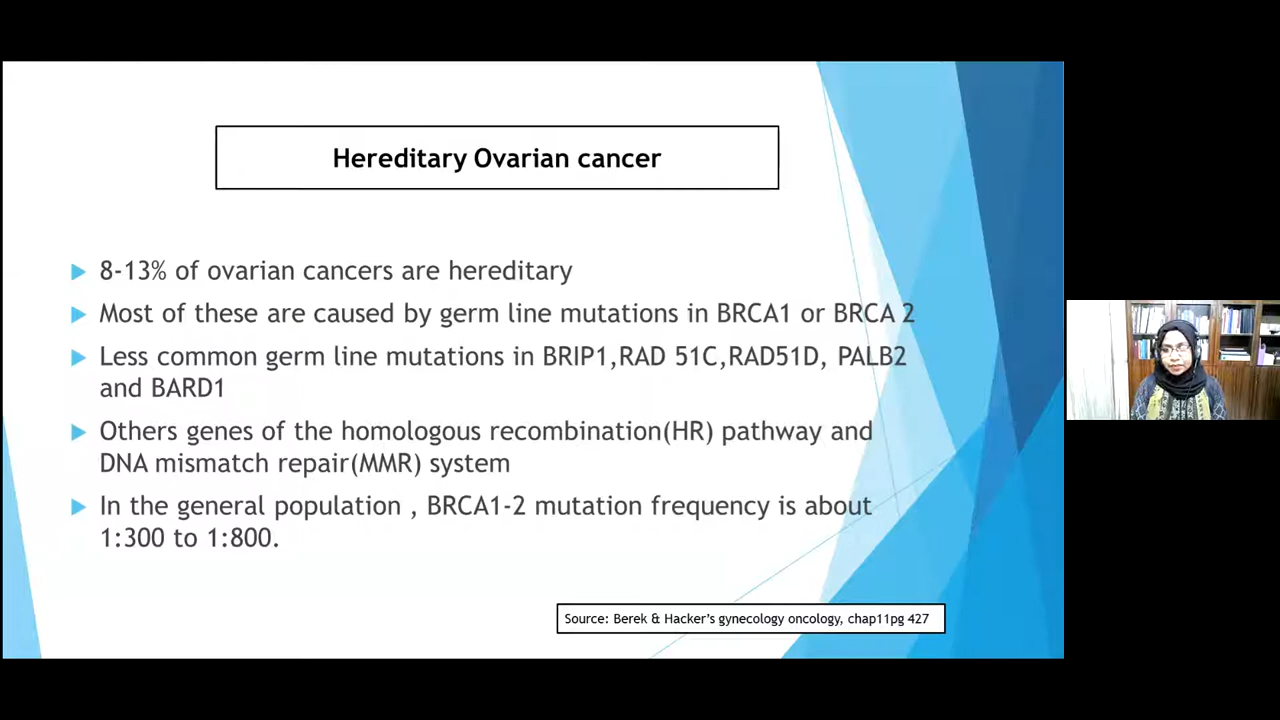 Hereditary Ovarian cancer
8-13% of ovarian cancers are hereditary
Most of these are caused by germ line mutations in BRCA1 or BRCA 2
Less common germ line mutations in BRIP1,RAD 51C,RAD51D, PALB2
and BARD1
Others genes of the homologous recombination(HR) pathway and
DNA mismatch repair(MMR) system
In the general population , BRCA1-2 mutation frequency is about
1:300 to 1:800.
Source: Berek & Hacker's gynecology oncology, chap11pg 427